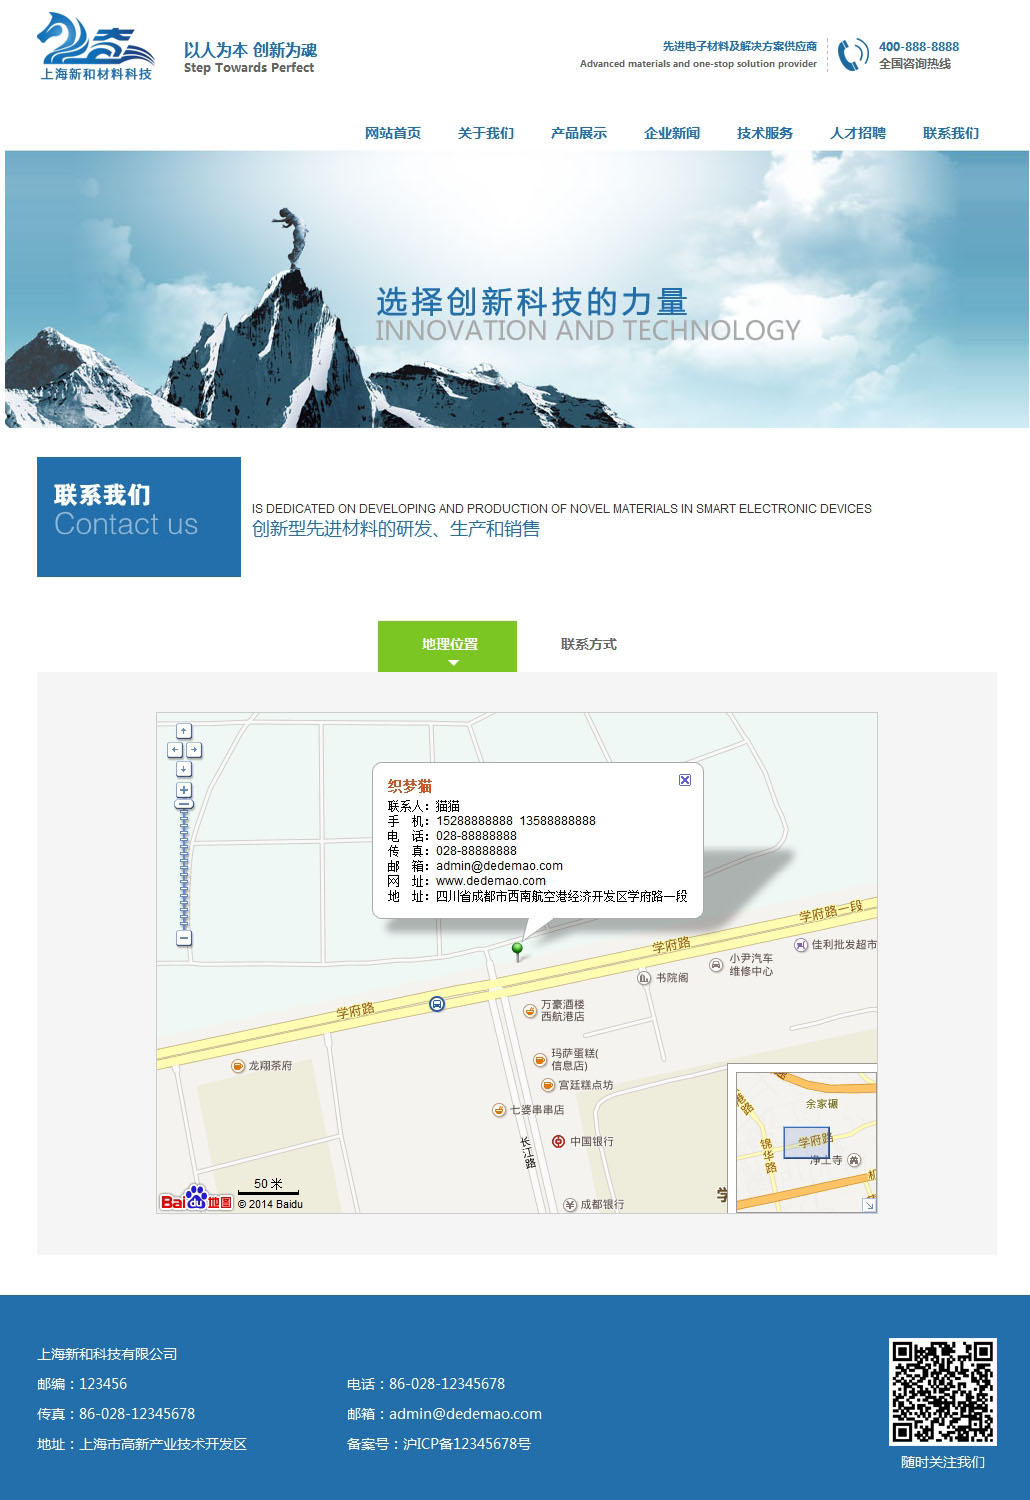 上海新和材料科技
以人为本 创新为魂
Step Towards Perfect
先进电子材料及解决方案供应商
Advanced materials and one-stop solution provider
400-888-8888
全国咨询热线
网站首页 关于我们 产品展示 企业新闻 技术服务 人才招聘 联系我们
选择创新科技的力量
INNOVATION AND TECHNOLOGY
联系我们
Contact us
IS DEDICATED ON DEVELOPING AND PRODUCTION OF NOVEL MATERIALS IN SMART ELECTRONIC DEVICES
创新型先进材料的研发、生产和销售
地理位置 联系方式
织梦猫
联系人：猫猫
手 机：15288888888 13588888888
电 话：028-88888888
传 真：028-88888888
邮 箱：admin@dedemao.com
网 址：www.dedemao.com
地 址：四川省成都市西南航空港经济开发区学府路一段
学府路一段
学府路
佳利批发超市
小尹汽车
维修中心
书院阁
学府路
万豪酒楼
西航港店
玛萨蛋糕(
信息店)
龙翔茶府
宫廷糕点坊
七婆串串店
长江路
中国银行
成都银行
学
余家碾
学府路
锦华路
净土寺
机
50 米
Bai du 地图
© 2014 Baidu
上海新和科技有限公司
邮编：123456 电话：86-028-12345678
传真：86-028-12345678 邮箱：admin@dedemao.com
地址：上海市高新产业技术开发区 备案号：沪ICP备12345678号
随时关注我们